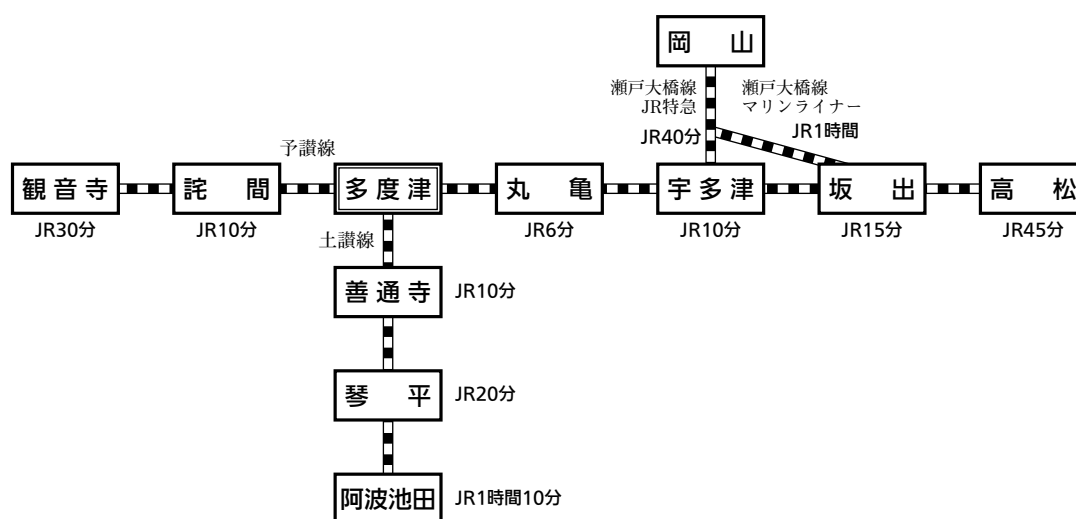 岡山
瀬戸大橋線
JR特急
瀬戸大橋線
マリンライナー
JR40分
JR1時間
予讃線
観音寺
詫間
多度津
丸亀
宇多津
坂出
高松
JR30分
JR10分
JR6分
JR10分
JR15分
JR45分
土讃線
善通寺
JR10分
琴平
JR20分
阿波池田
JR1時間10分